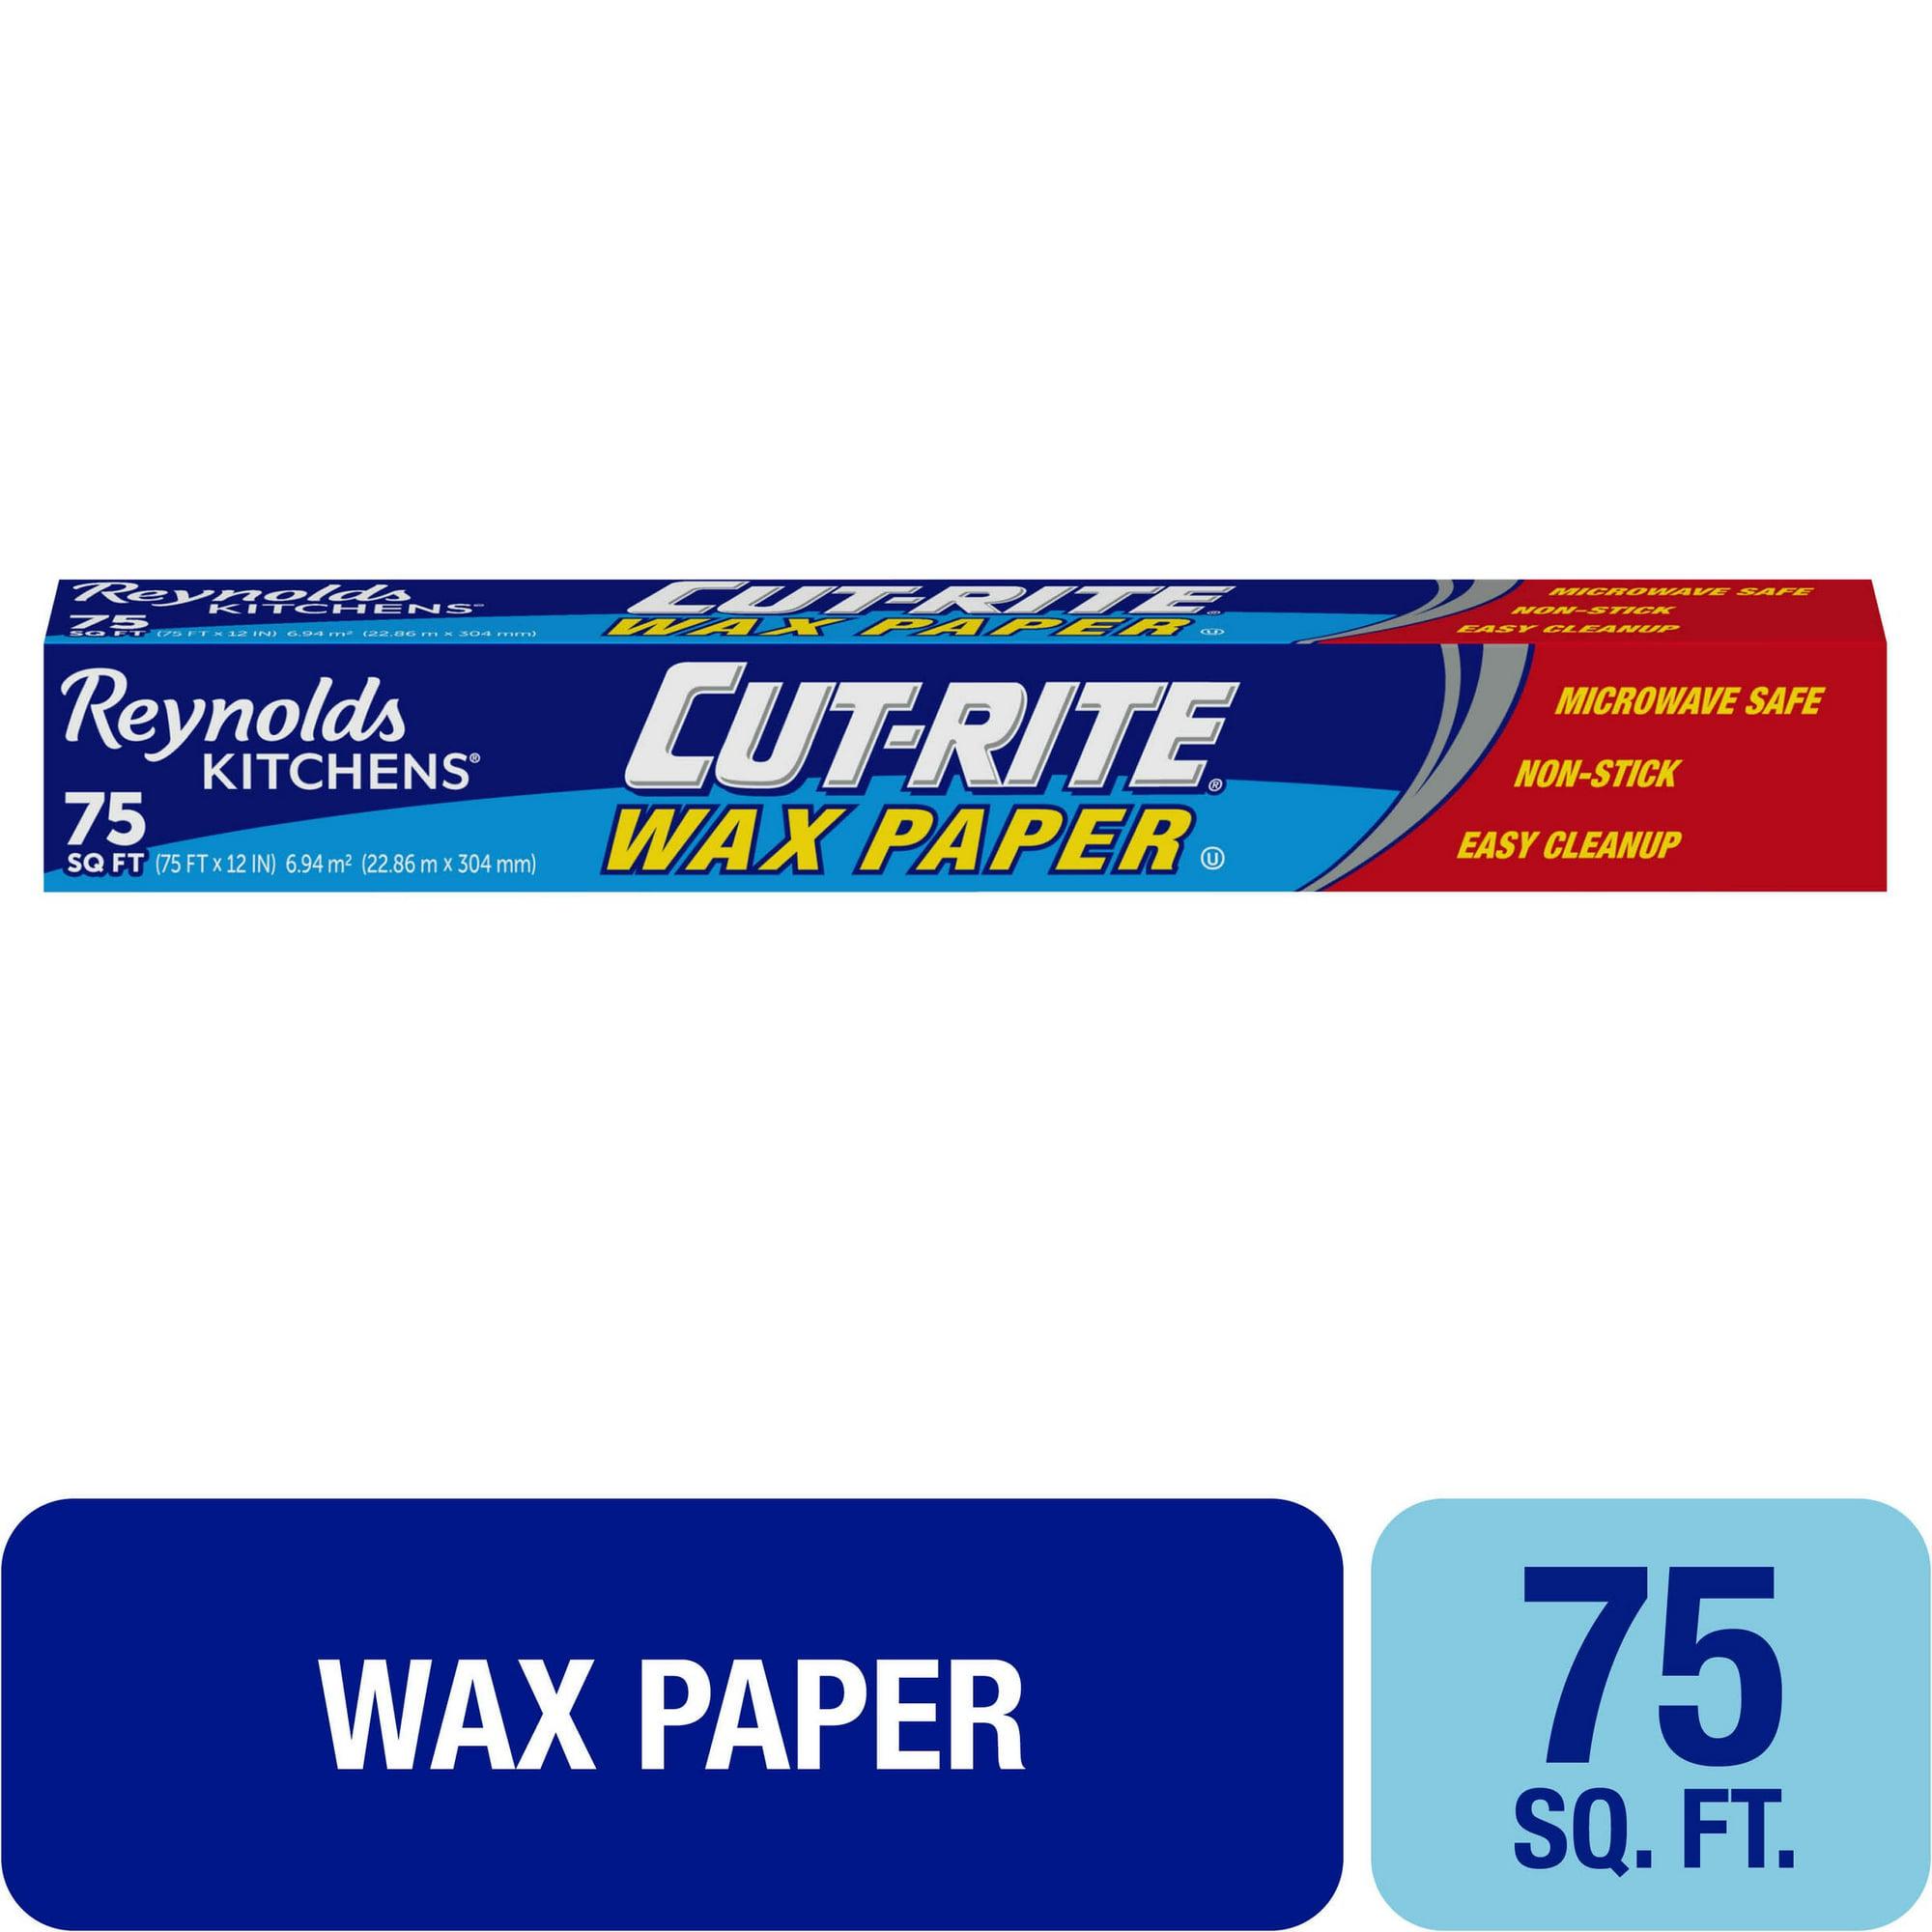 Reynolds
KITCHENS®
75
SQ FT (75 FT x 12 IN) 6.94 m² (22.86 m x 304 mm)
CUT-RITE®
WAX PAPER Ⓤ
MICROWAVE SAFE
NON-STICK
EASY CLEANUP
Reynolds
KITCHENS®
75
SQ FT (75 FT x 12 IN) 6.94 m² (22.86 m x 304 mm)
CUT-RITE®
WAX PAPER Ⓤ
MICROWAVE SAFE
NON-STICK
EASY CLEANUP
WAX PAPER
75
SQ. FT.